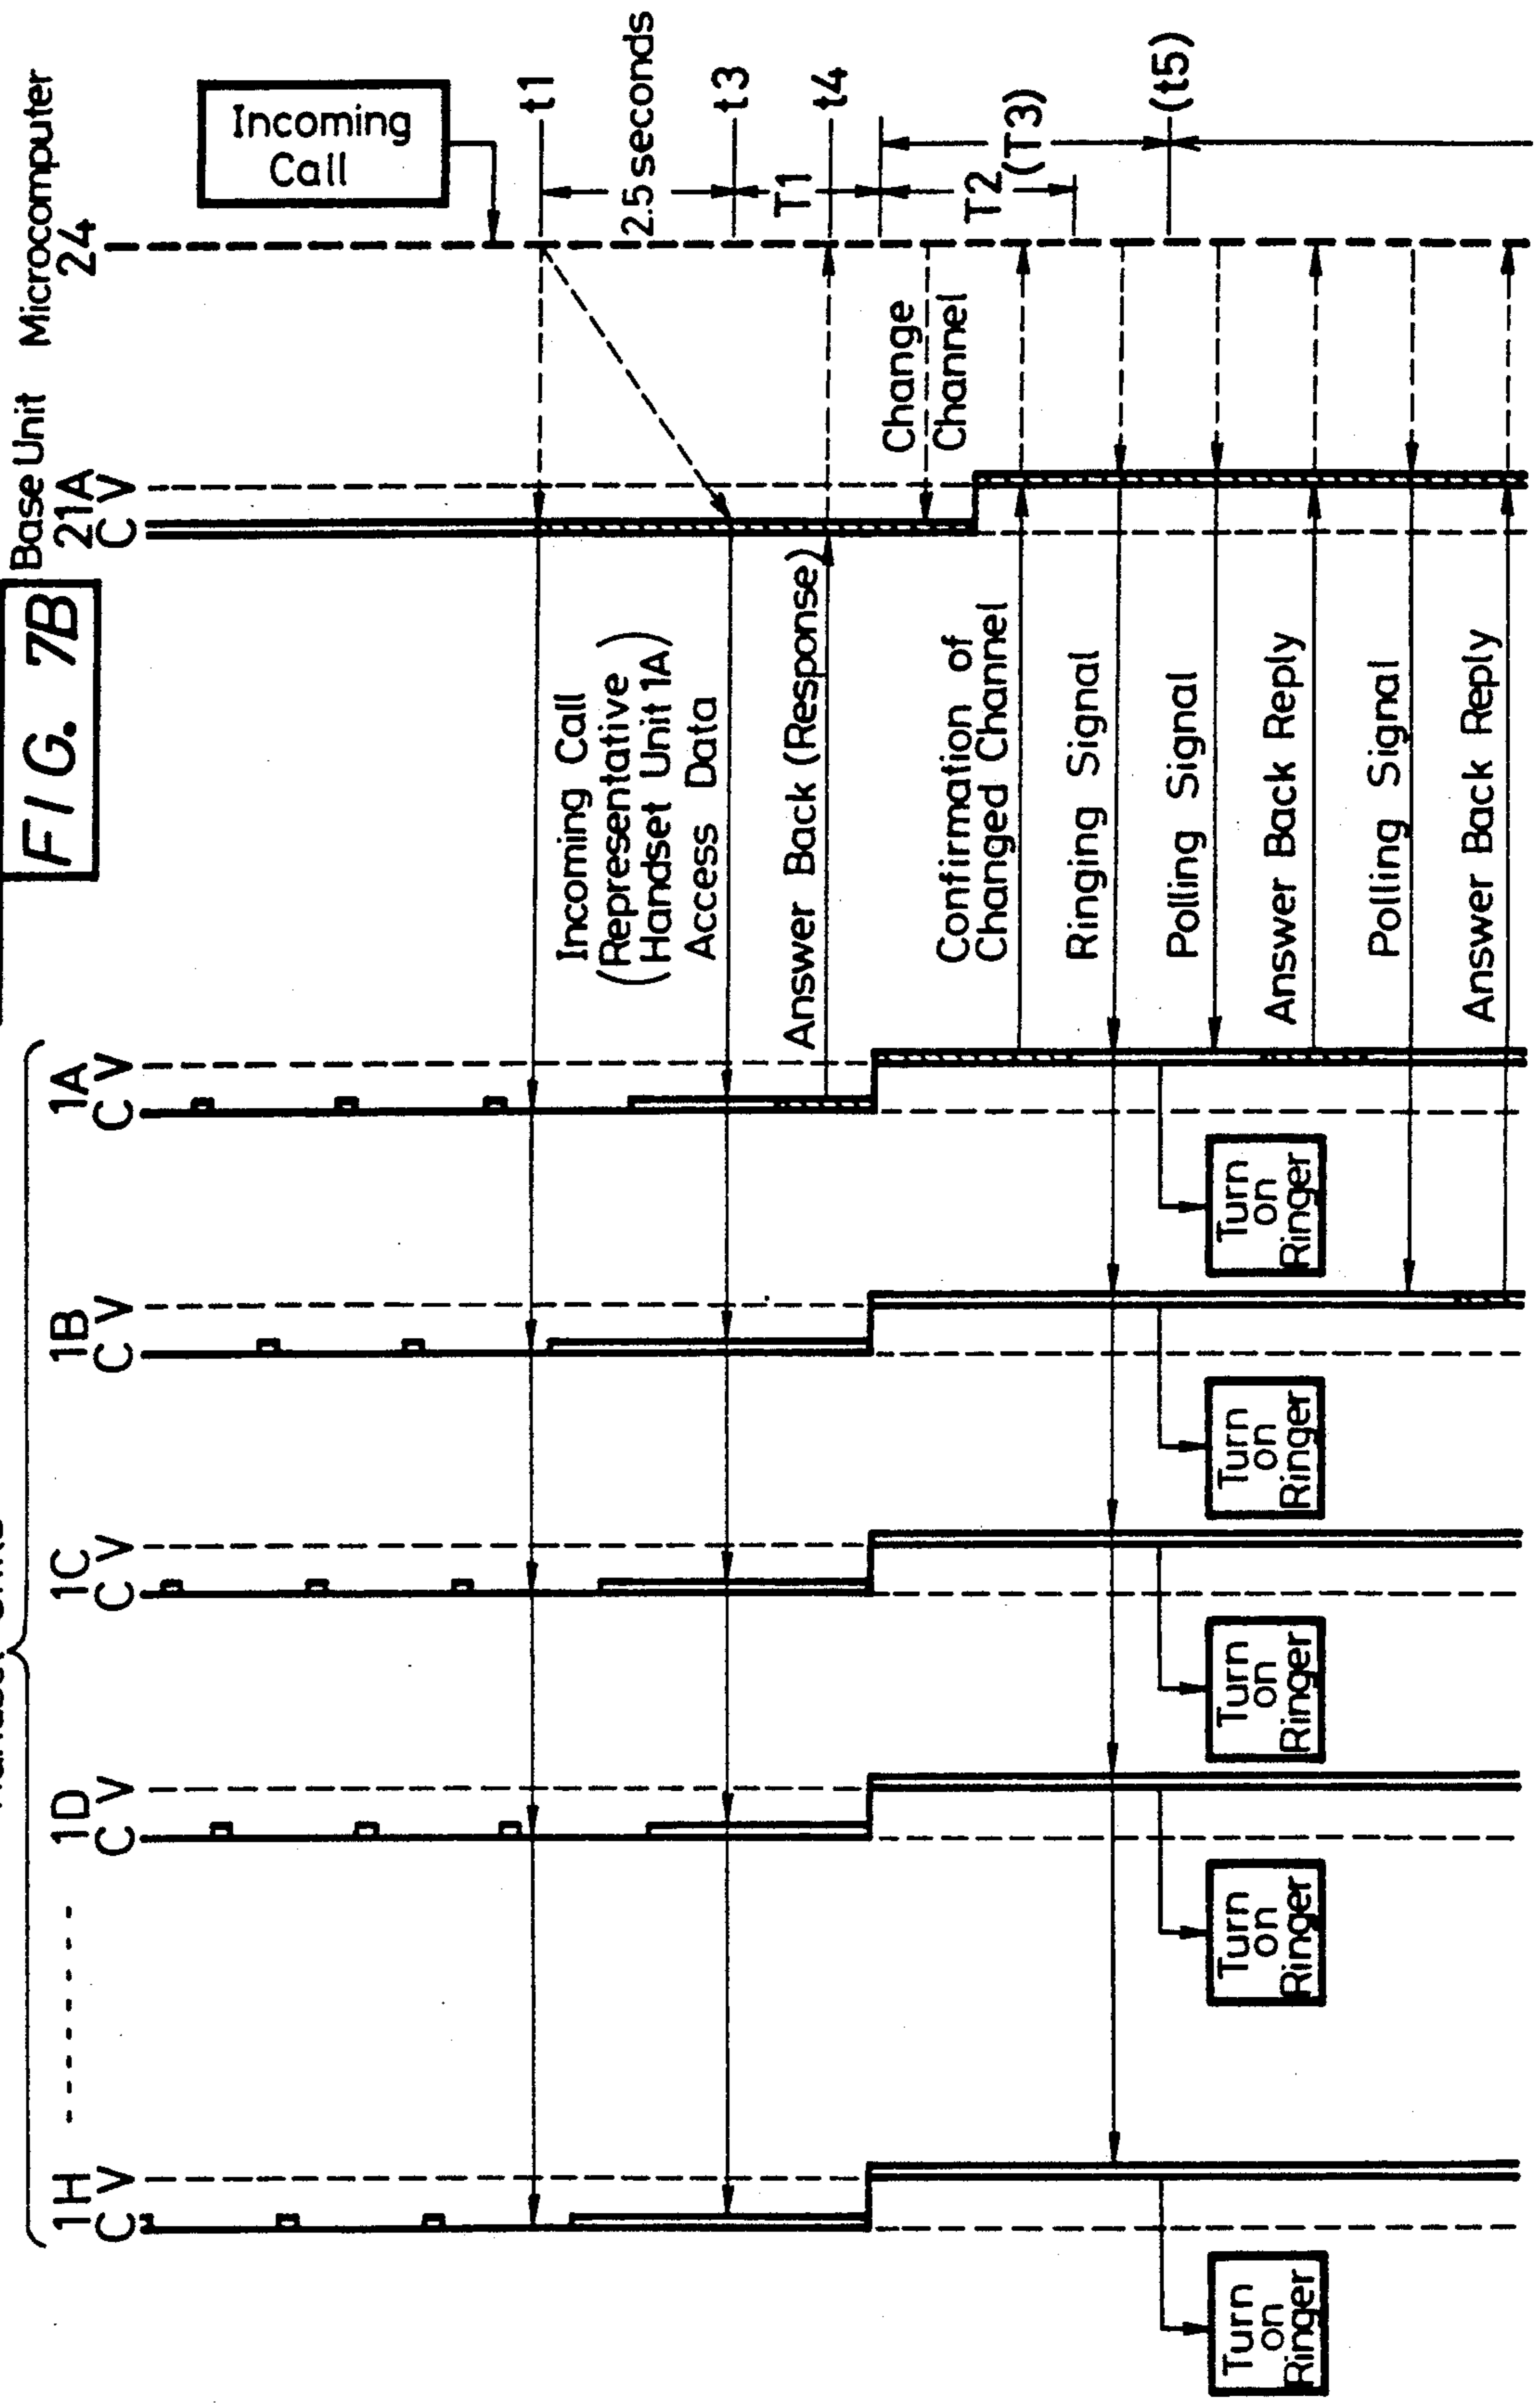 FIG. 7B
Base Unit
Microcomputer
1H
1D
1C
1B
1A
21A
24
C V
C V
C V
C V
C V
C V
Incoming
Call
t1
2.5 seconds
t3
T1
t4
T2
(T3)
(t5)
Incoming Call
(Representative)
(Handset Unit 1A)
Access Data
Answer Back (Response)
Change
Channel
Confirmation of
Changed Channel
Ringing Signal
Polling Signal
Answer Back Reply
Polling Signal
Answer Back Reply
Turn
on
Ringer
Turn
on
Ringer
Turn
on
Ringer
Turn
on
Ringer
Turn
on
Ringer